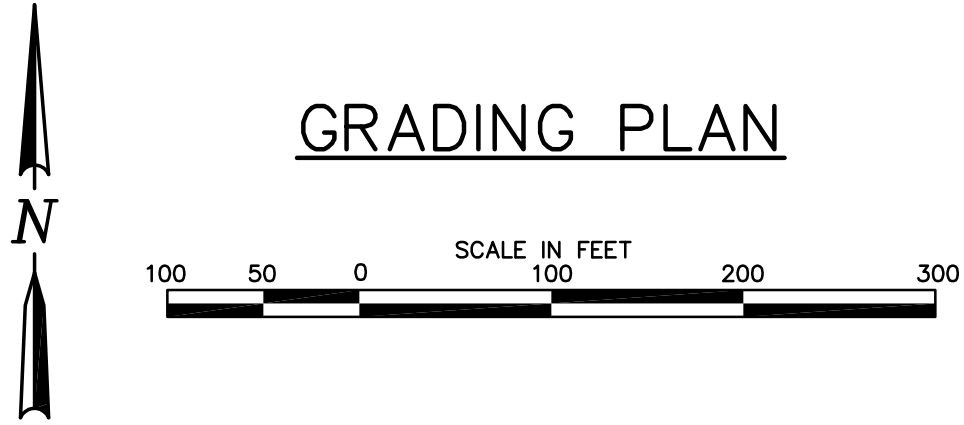 GRADING PLAN
N
SCALE IN FEET
100 50 0 100 200 300